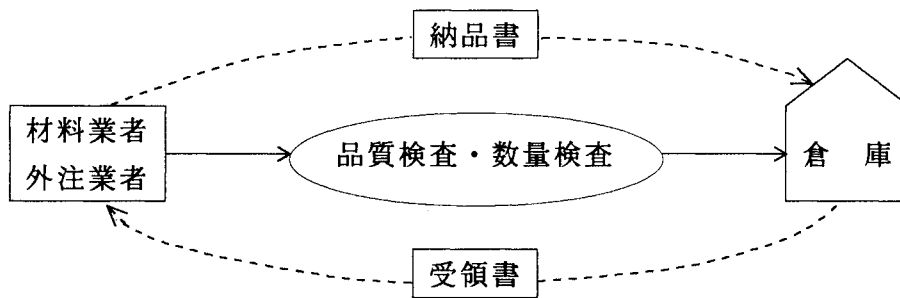 納品書
材料業者
外注業者
品質検査・数量検査
倉 庫
受領書